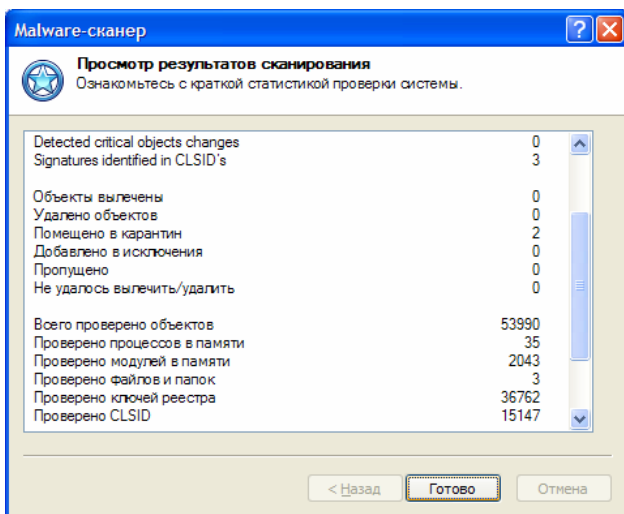 Malware-сканер
Просмотр результатов сканирования
Ознакомьтесь с краткой статистикой проверки системы.
Detected critical objects changes 0
Signatures identified in CLSID's 3
Объекты вылечены 0
Удалено объектов 0
Помещено в карантин 2
Добавлено в исключения 0
Пропущено 0
Не удалось вылечить/удалить 0
Всего проверено объектов 53990
Проверено процессов в памяти 35
Проверено модулей в памяти 2043
Проверено файлов и папок 3
Проверено ключей реестра 36762
Проверено CLSID 15147
< Назад Готово Отмена